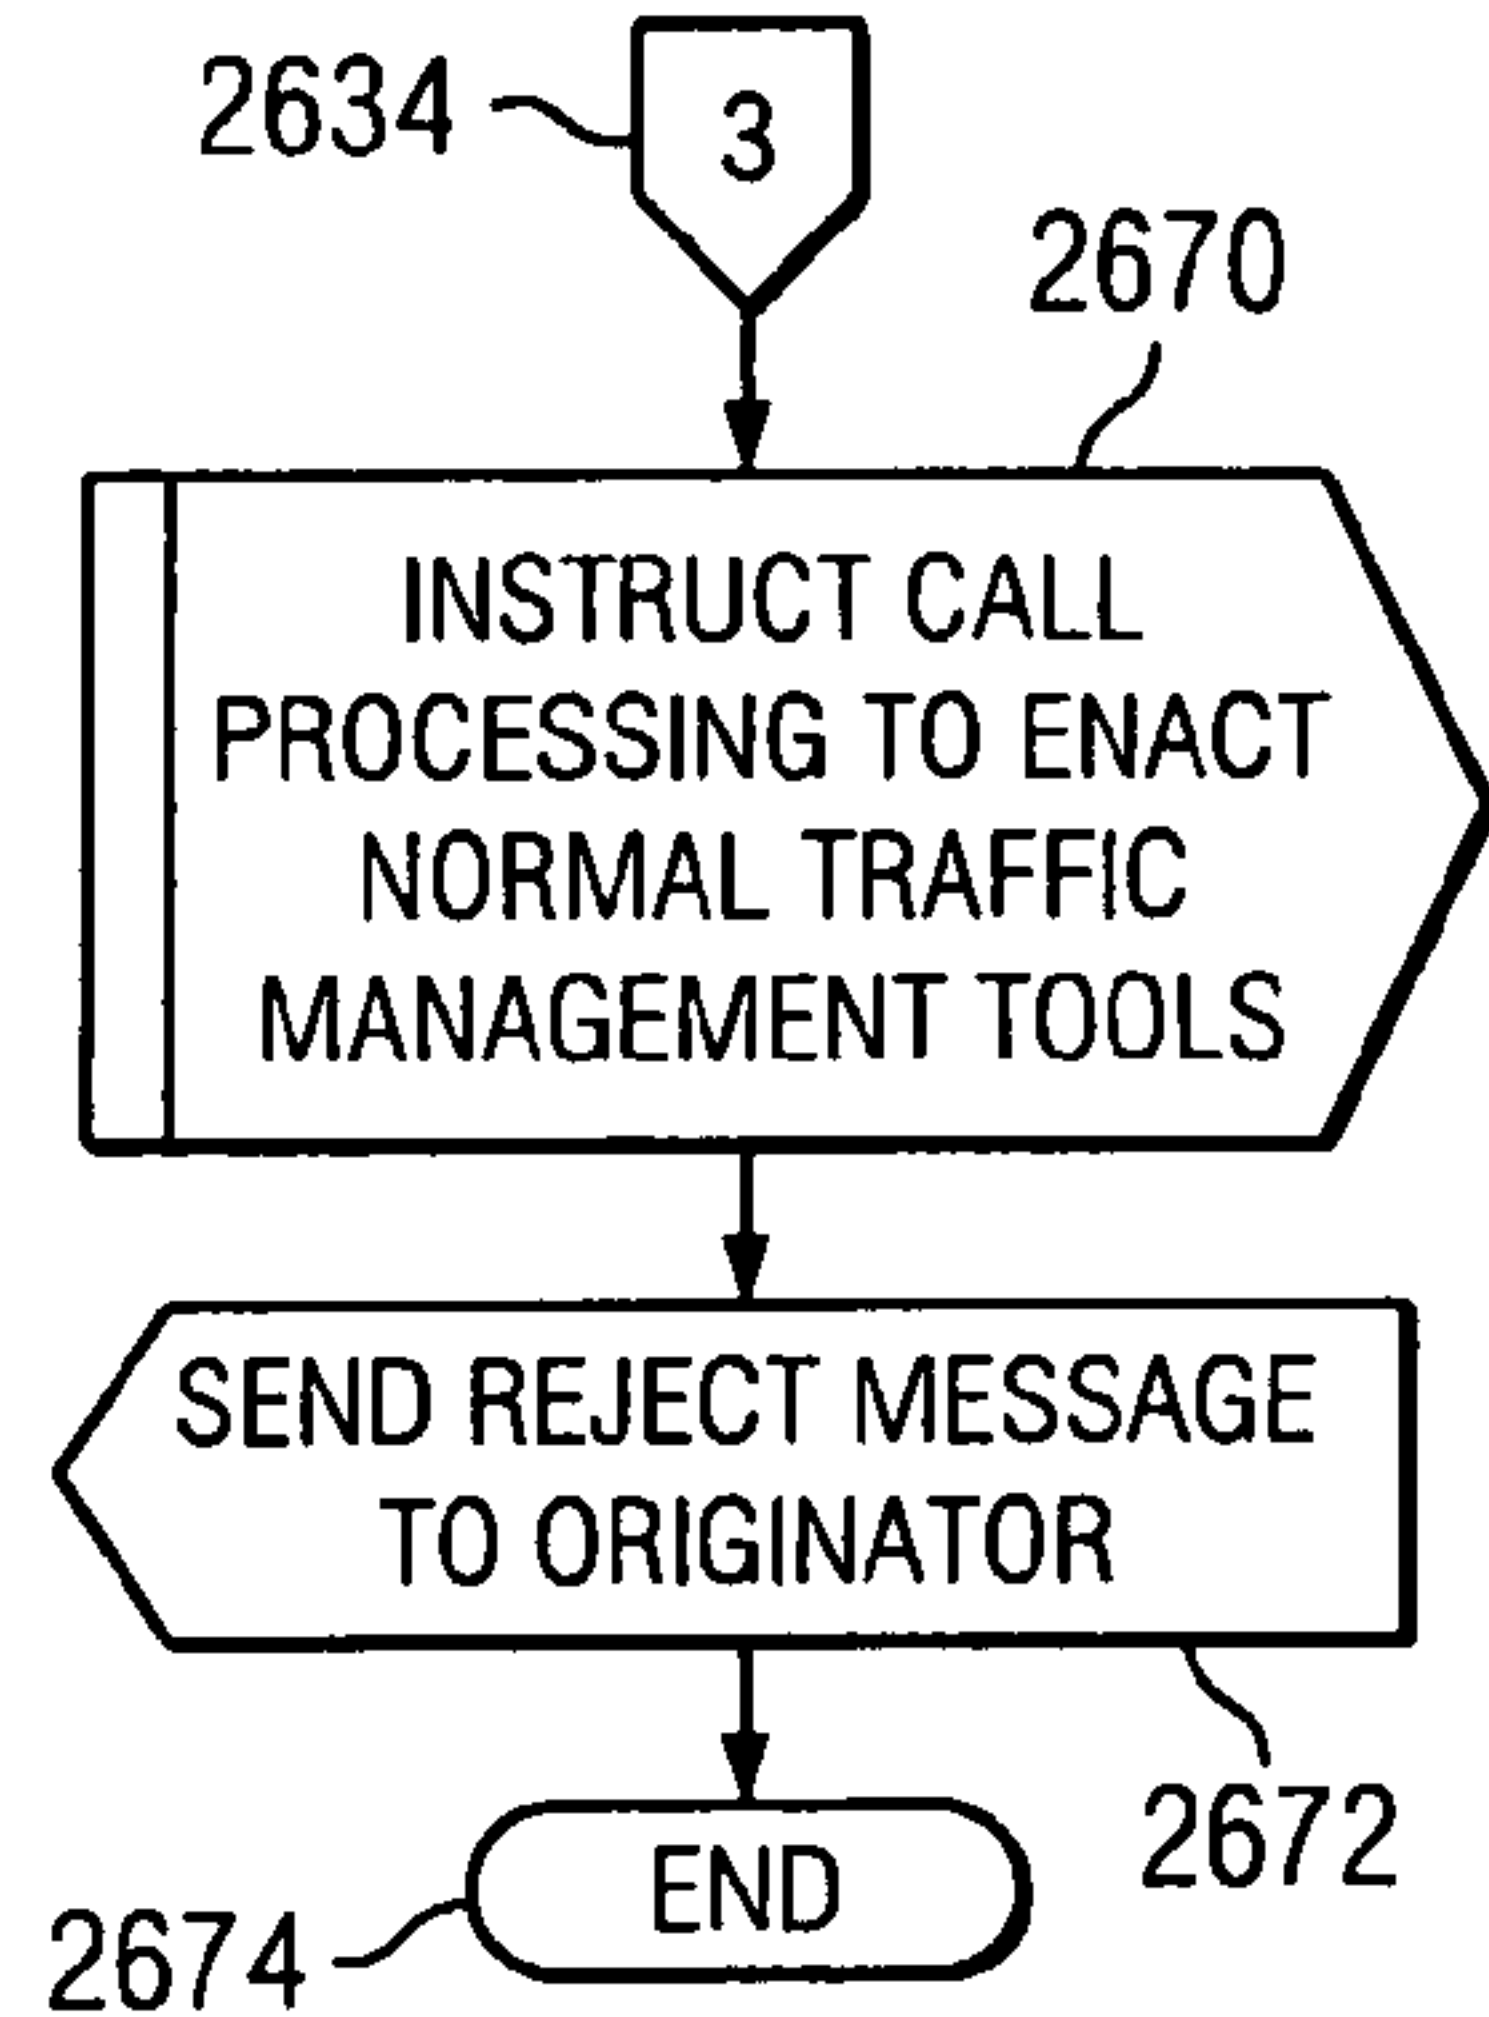 2634
3
2670
INSTRUCT CALL
PROCESSING TO ENACT
NORMAL TRAFFIC
MANAGEMENT TOOLS
SEND REJECT MESSAGE
TO ORIGINATOR
2672
END
2674